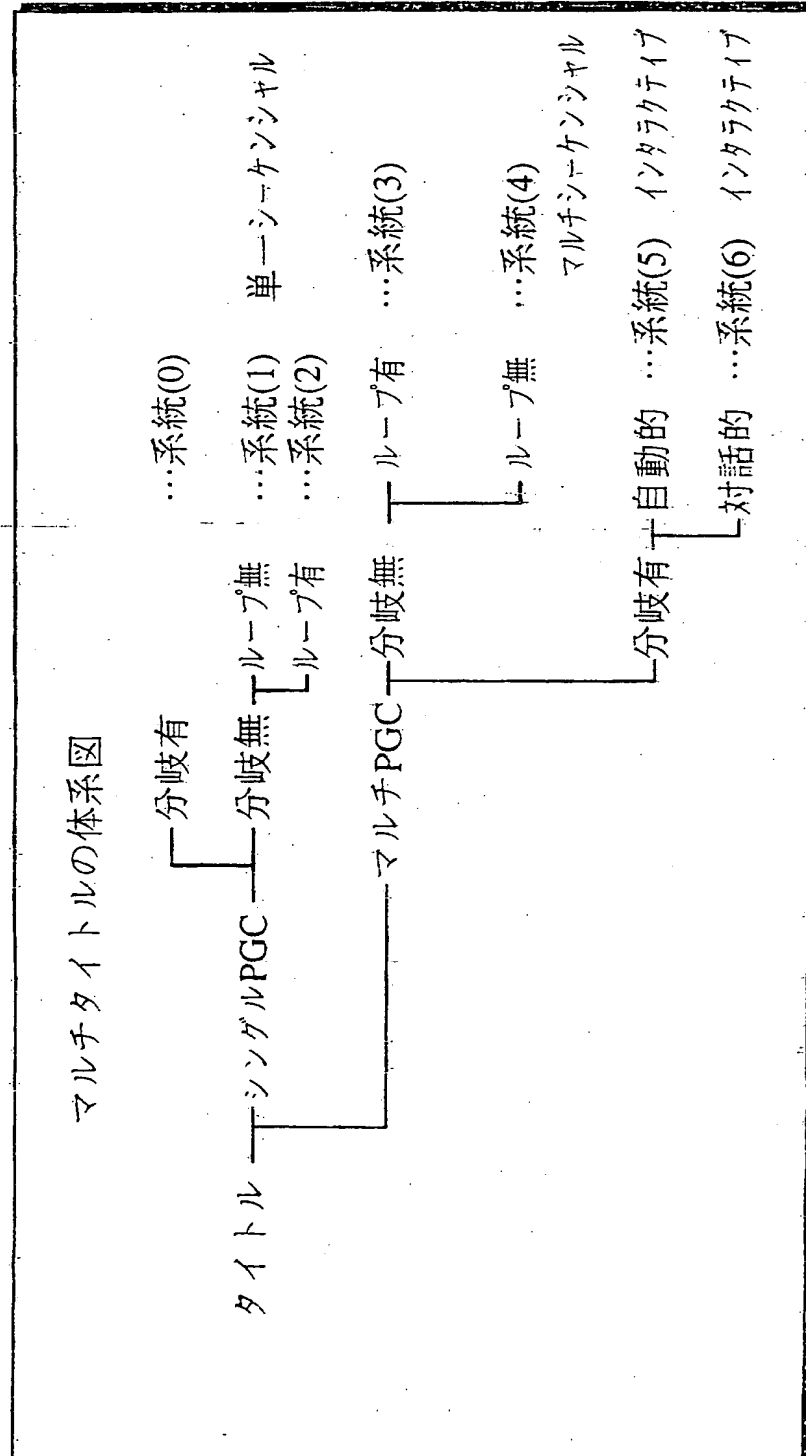 マルチタイトルの体系図
分岐有 …系統(0)
タイトル シングルPGC 分岐無 ループ無 …系統(1) 単一シーケンシャル
ループ有 …系統(2)
マルチPGC 分岐無 ループ有 …系統(3)
ループ無 …系統(4)
マルチシーケンシャル
分岐有 自動的 …系統(5) インタラクティブ
対話的 …系統(6) インタラクティブ